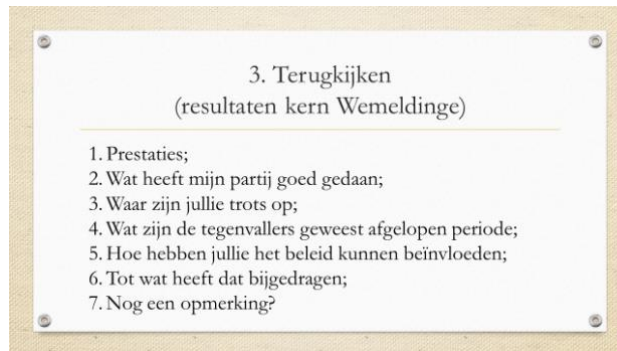 3. Terugkijken
(resultaten kern Wemeldinge)
1. Prestaties;
2. Wat heeft mijn partij goed gedaan;
3. Waar zijn jullie trots op;
4. Wat zijn de tegenvallers geweest afgelopen periode;
5. Hoe hebben jullie het beleid kunnen beïnvloeden;
6. Tot wat heeft dat bijgedragen;
7. Nog een opmerking?